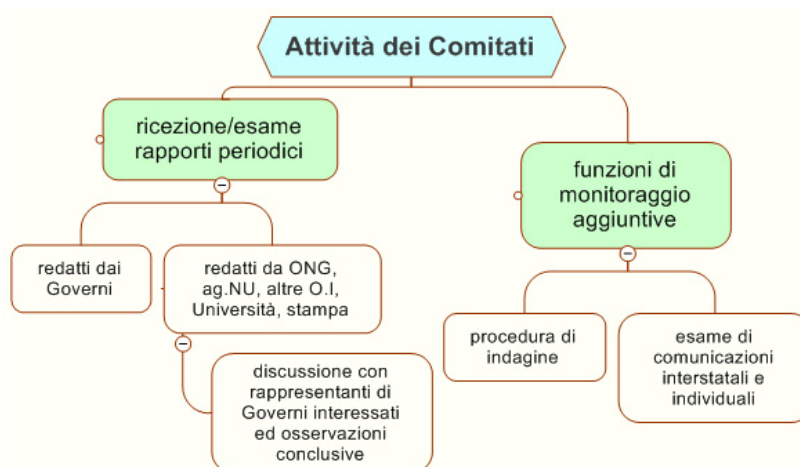 Attività dei Comitati
ricezione/esame
rapporti periodici
funzioni di
monitoraggio
aggiuntive
redatti dai
Governi
redatti da ONG,
ag.NU, altre O.I,
Università, stampa
procedura di
indagine
esame di
comunicazioni
interstatali e
individuali
discussione con
rappresentanti di
Governi interessati
ed osservazioni
conclusive